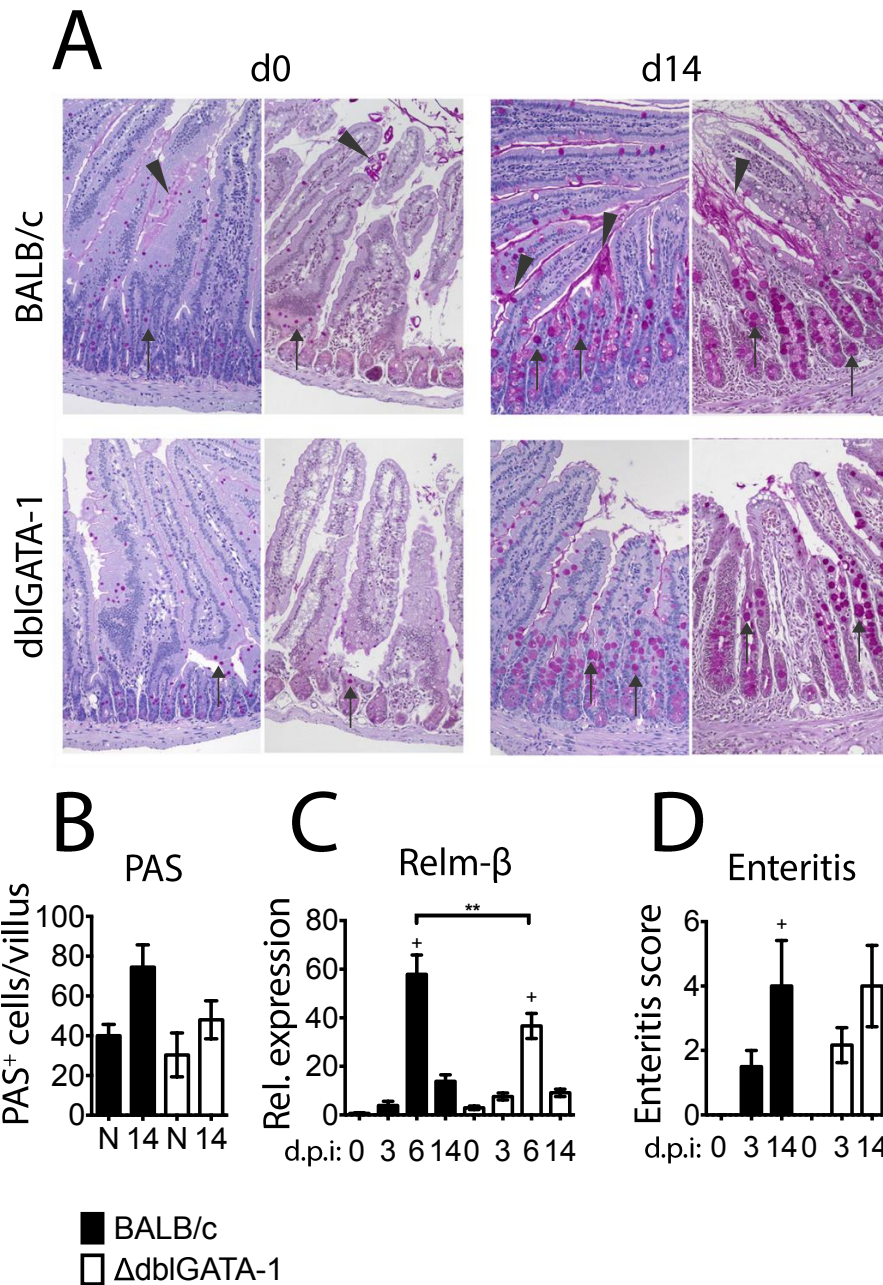 A
d0
d14
BALB/c
dblGATA-1
B
C
D
PAS
Relm-β
Enteritis
PAS⁺ cells/villus
100
80
60
40
20
0
N 14 N 14
Rel. expression
80
60
40
20
0
**
+
+
d.p.i: 0 3 6 14 0 3 6 14
Enteritis score
6
4
2
0
+
d.p.i: 0 3 14 0 3 14
BALB/c
ΔdblGATA-1